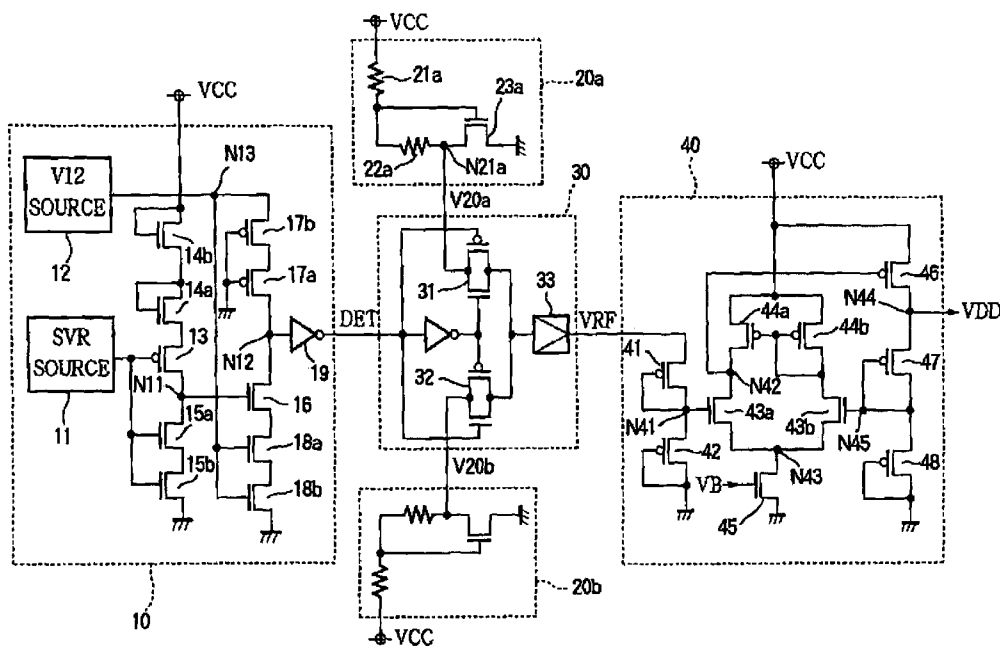 VCC
20a
21a
23a
22a
N21a
V20a
VCC
10
N13
V12
SOURCE
12
14b
17b
14a
17a
SVR
SOURCE
11
13
N11
N12
19
DET
15a
16
15b
18a
18b
30
31
33
32
VRF
V20b
20b
VCC
40
VCC
46
N44
VDD
44a
44b
41
N42
47
N41
43a
43b
N45
42
N43
48
VB
45